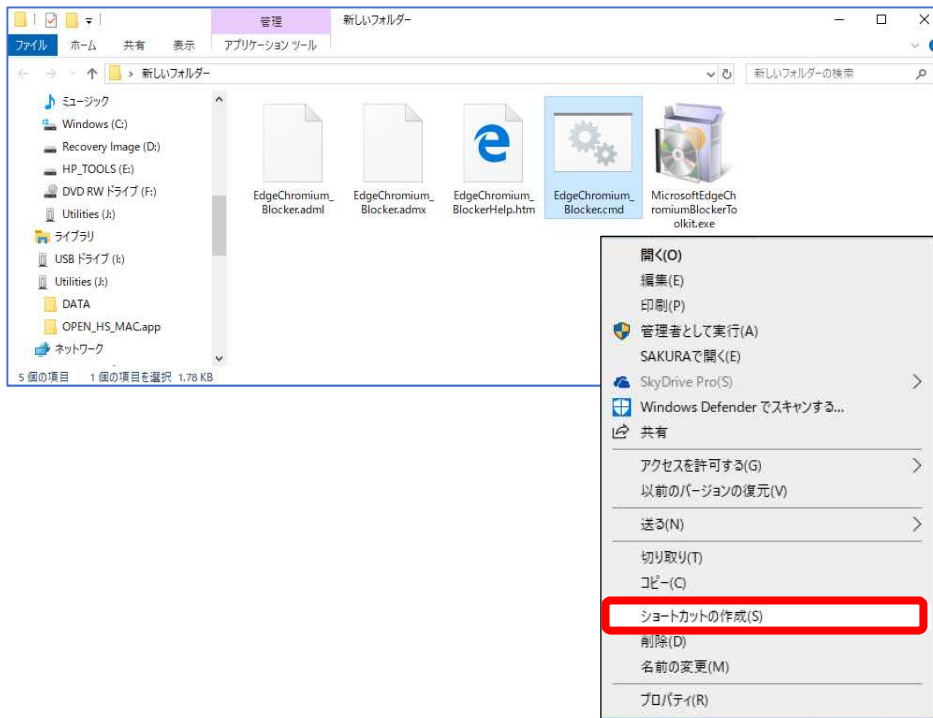 管理
新しいフォルダー
ファイル ホーム 共有 表示 アプリケーション ツール
新しいフォルダー
新しいフォルダーの検索
ミュージック
Windows (C:)
Recovery Image (D:)
HP_TOOLS (E:)
DVD RW ドライブ (F:)
Utilities (J:)
ライブラリ
USB ドライブ (I:)
Utilities (J:)
DATA
OPEN_HS_MAC.app
ネットワーク
EdgeChromium_
Blocker.adml
EdgeChromium_
Blocker.admx
EdgeChromium_
BlockerHelp.htm
EdgeChromium_
Blocker.cmd
MicrosoftEdgeCh
romiumBlockerTo
olkit.exe
5 個の項目 1 個の項目を選択 1.78 KB
開く(O)
編集(E)
印刷(P)
管理者として実行(A)
SAKURAで開く(E)
SkyDrive Pro(S)
Windows Defender でスキャンする...
共有
アクセスを許可する(G)
以前のバージョンの復元(V)
送る(N)
切り取り(T)
コピー(C)
ショートカットの作成(S)
削除(D)
名前の変更(M)
プロパティ(R)